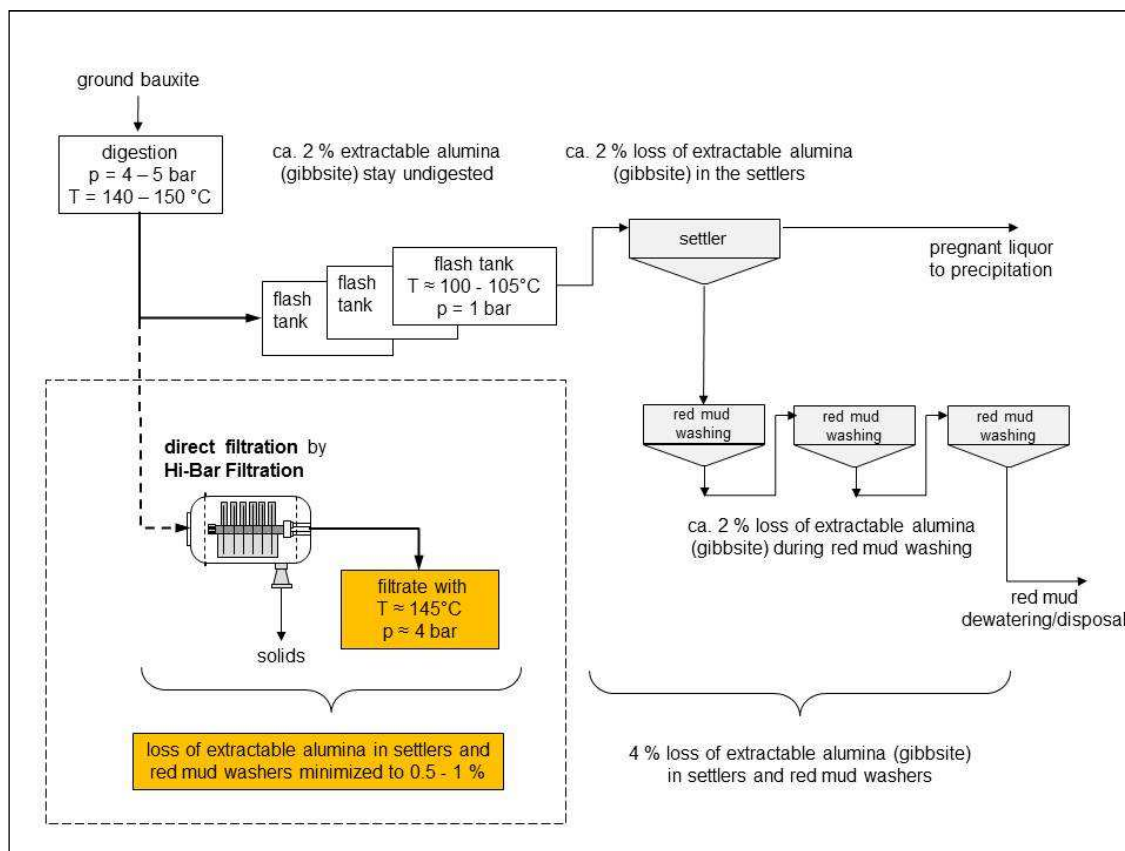 ground bauxite
digestion
p = 4 – 5 bar
T = 140 – 150 °C
ca. 2 % extractable alumina
(gibbsite) stay undigested
ca. 2 % loss of extractable alumina
(gibbsite) in the settlers
flash
tank
flash
tank
flash tank
T ≈ 100 - 105°C
p = 1 bar
settler
pregnant liquor
to precipitation
red mud
washing
red mud
washing
red mud
washing
ca. 2 % loss of extractable alumina
(gibbsite) during red mud washing
red mud
dewatering/disposal
direct filtration by
Hi-Bar Filtration
filtrate with
T ≈ 145°C
p ≈ 4 bar
solids
loss of extractable alumina in settlers and
red mud washers minimized to 0.5 - 1 %
4 % loss of extractable alumina (gibbsite)
in settlers and red mud washers